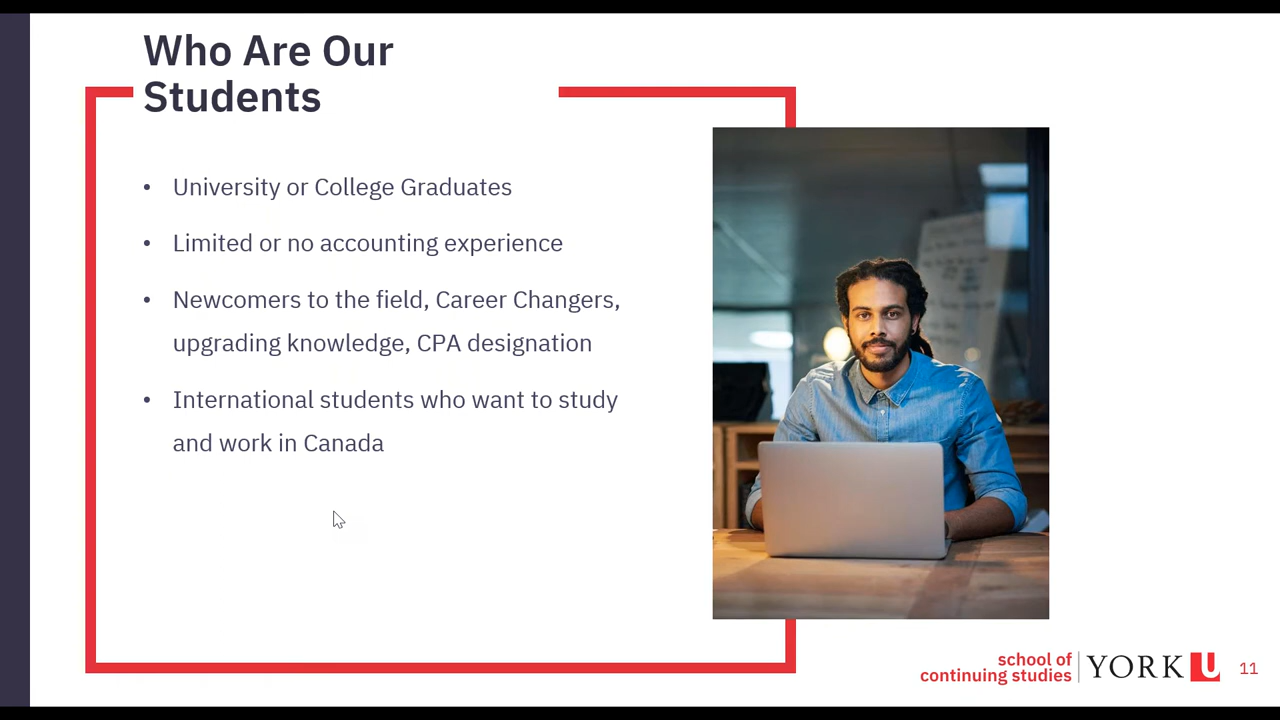 Who Are Our
Students
• University or College Graduates
• Limited or no accounting experience
• Newcomers to the field, Career Changers,
upgrading knowledge, CPA designation
• International students who want to study
and work in Canada
school of
continuing studies
YORK U
11